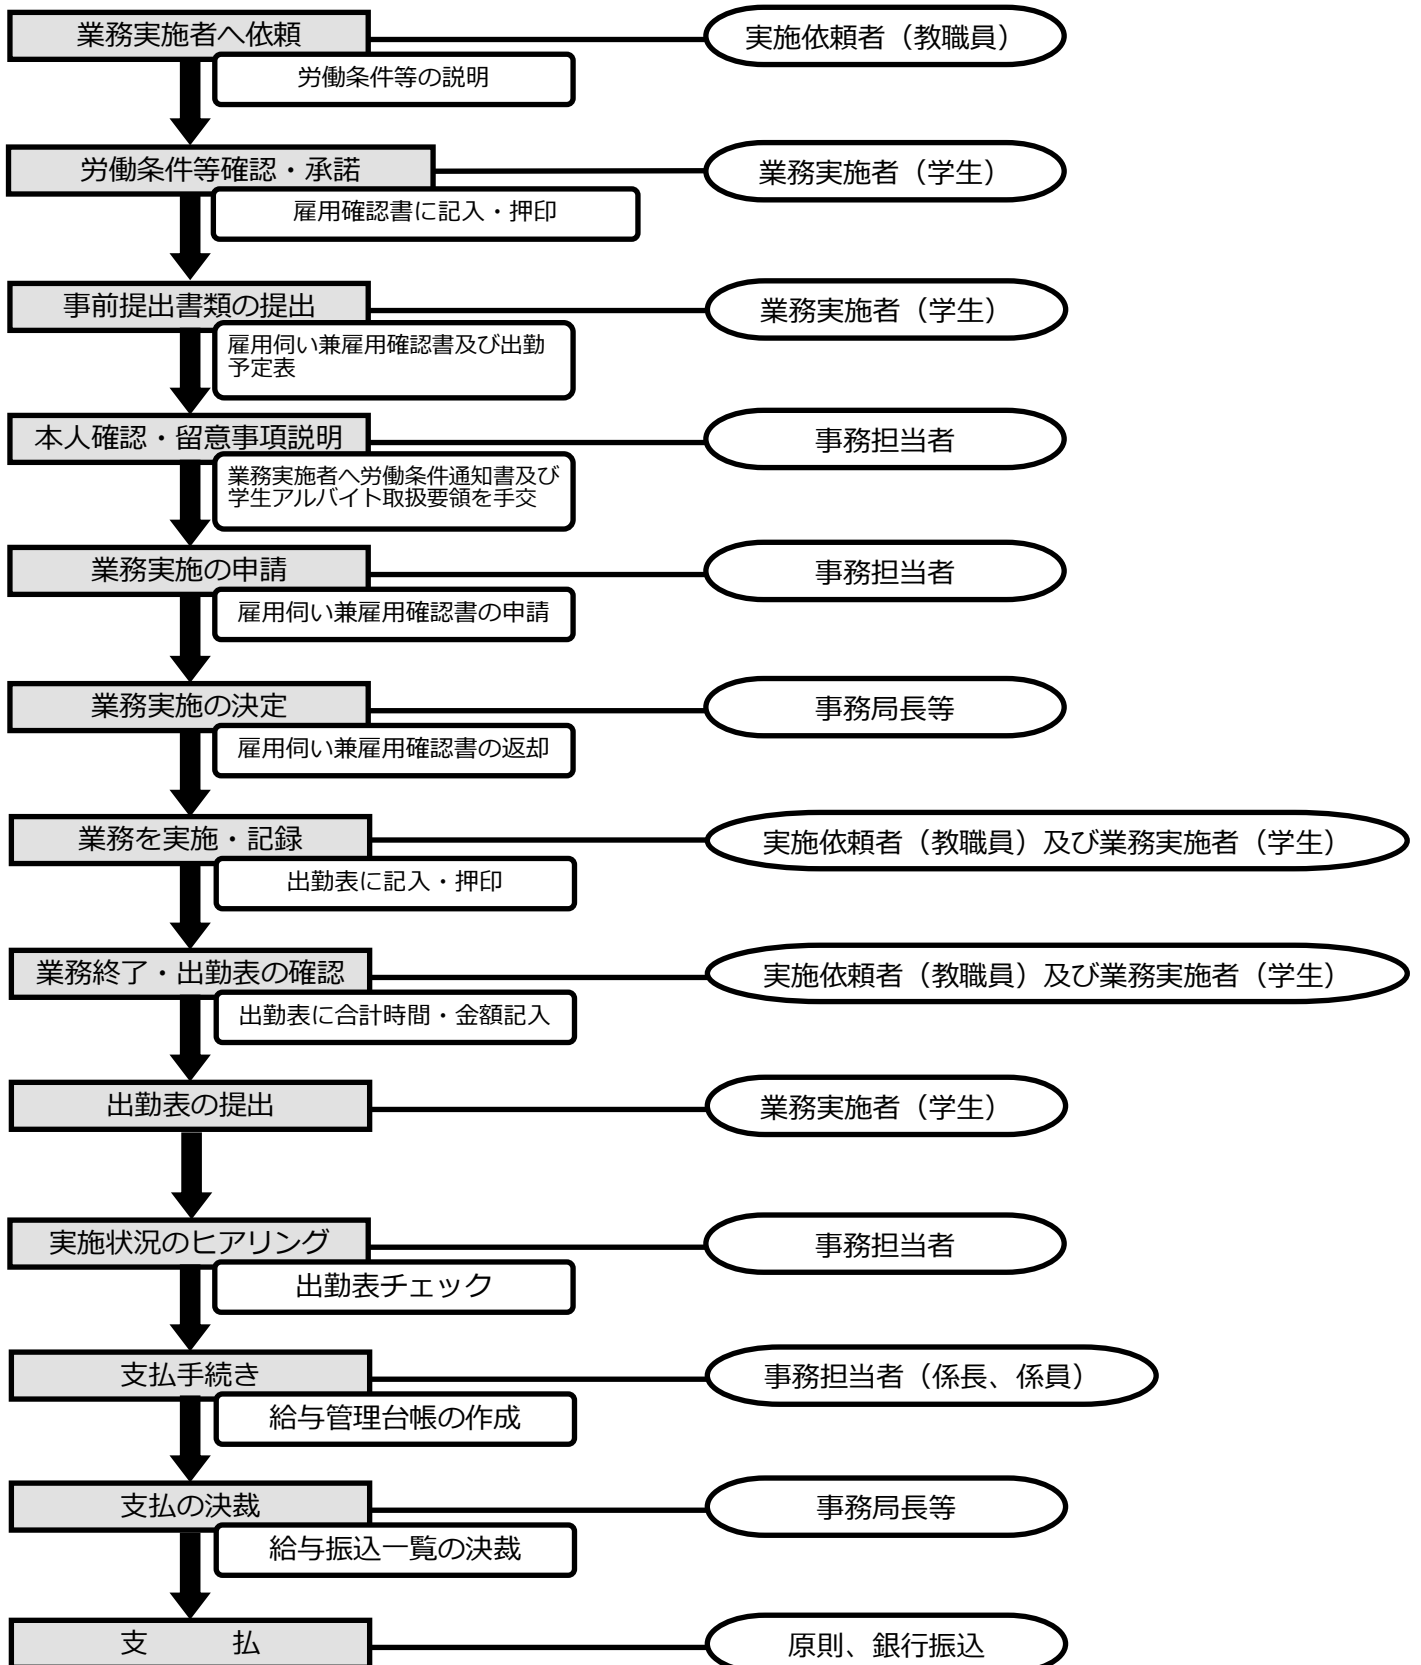 業務実施者へ依頼
実施依頼者（教職員）
労働条件等の説明
労働条件等確認・承諾
業務実施者（学生）
雇用確認書に記入・押印
事前提出書類の提出
業務実施者（学生）
雇用伺い兼雇用確認書及び出勤
予定表
本人確認・留意事項説明
事務担当者
業務実施者へ労働条件通知書及び
学生アルバイト取扱要領を手交
業務実施の申請
事務担当者
雇用伺い兼雇用確認書の申請
業務実施の決定
事務局長等
雇用伺い兼雇用確認書の返却
業務を実施・記録
実施依頼者（教職員）及び業務実施者（学生）
出勤表に記入・押印
業務終了・出勤表の確認
実施依頼者（教職員）及び業務実施者（学生）
出勤表に合計時間・金額記入
出勤表の提出
業務実施者（学生）
実施状況のヒアリング
事務担当者
出勤表チェック
支払手続き
事務担当者（係長、係員）
給与管理台帳の作成
支払の決裁
事務局長等
給与振込一覧の決裁
支　　　払
原則、銀行振込